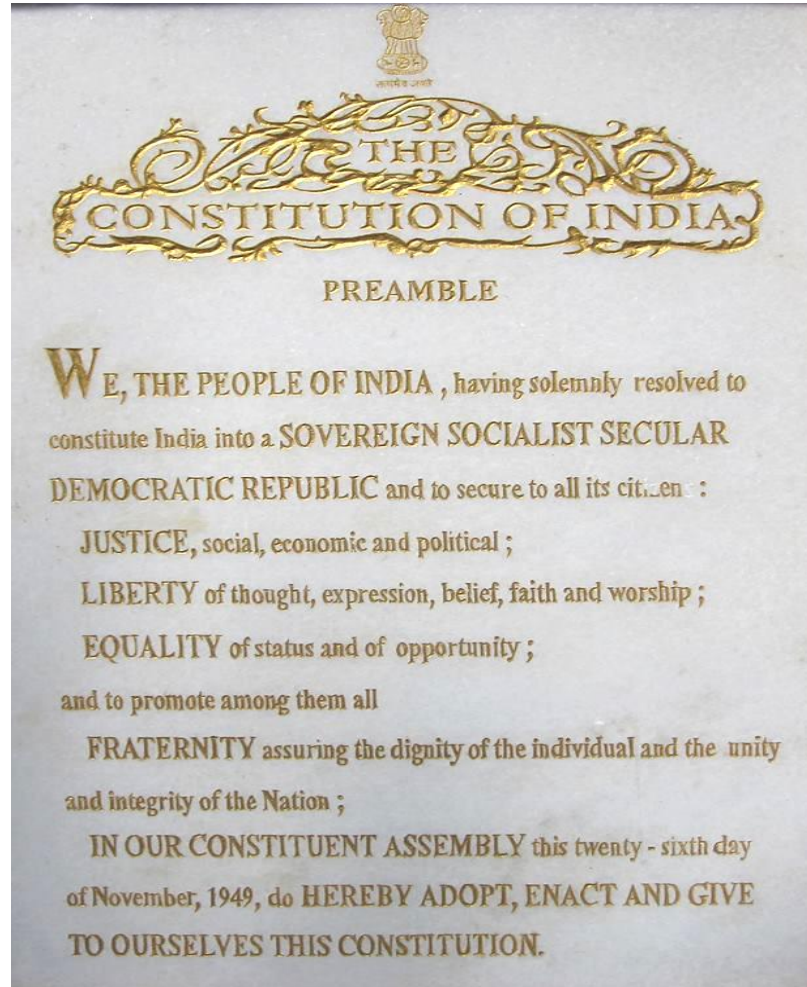 सत्यमेव जयते
THE
CONSTITUTION OF INDIA
PREAMBLE
WE, THE PEOPLE OF INDIA , having solemnly resolved to
constitute India into a SOVEREIGN SOCIALIST SECULAR
DEMOCRATIC REPUBLIC and to secure to all its :
JUSTICE, social, economic and political ;
LIBERTY of thought, expression, belief, faith and worship ;
EQUALITY of status and of opportunity ;
and to promote among them all
FRATERNITY assuring the dignity of the individual and the unity
and integrity of the Nation ;
IN OUR CONSTITUENT ASSEMBLY this twenty - sixth day
of November, 1949, do HEREBY ADOPT, ENACT AND GIVE
TO OURSELVES THIS CONSTITUTION.